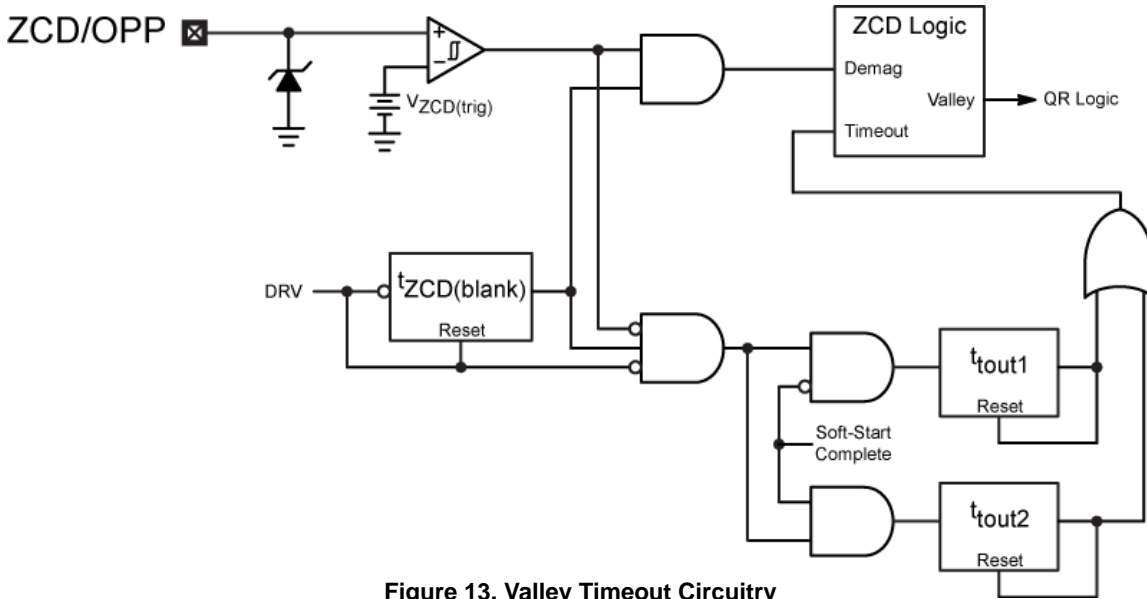 ZCD/OPP
+
–
VZCD(trig)
ZCD Logic
Demag
Valley
Timeout
QR Logic
DRV
tZCD(blank)
Reset
ttout1
Reset
Soft-Start
Complete
ttout2
Reset
Figure 13. Valley Timeout Circuitry